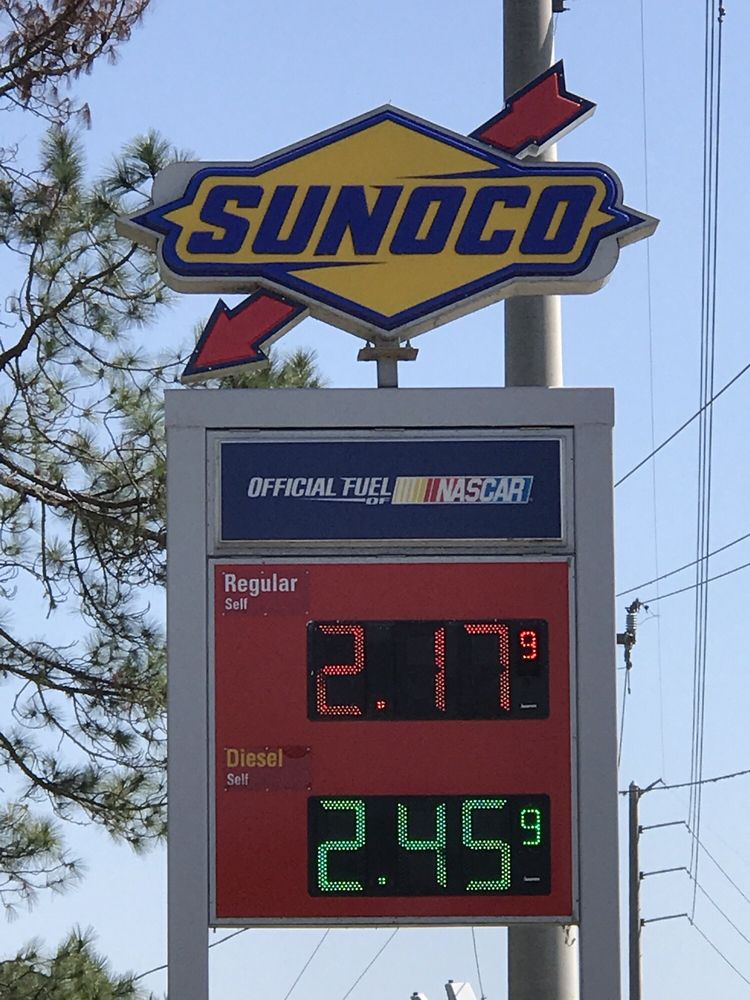 SUNOCO
OFFICIAL FUEL OF NASCAR
Regular
Self
2.17 9
Diesel
Self
2.45 9